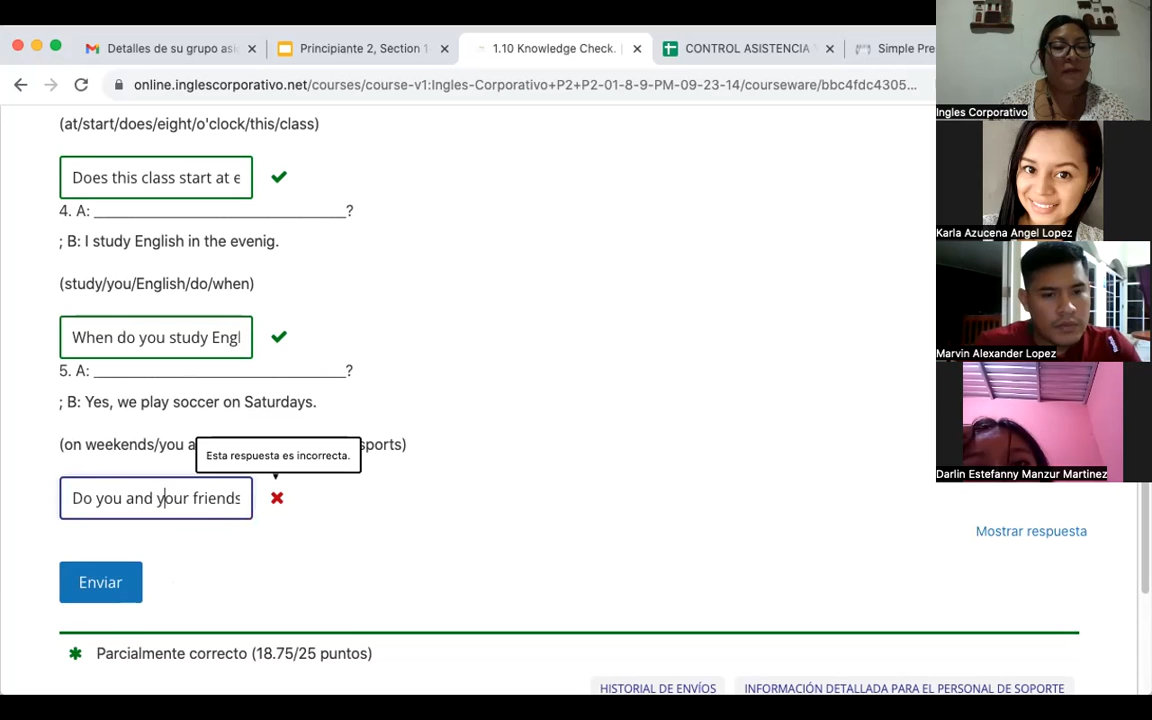 Detalles de su grupo asi
Principiante 2, Section 1
1.10 Knowledge Check.
CONTROL ASISTENCIA
Simple Pre
online.inglescorporativo.net/courses/course-v1:Ingles-Corporativo+P2+P2-01-8-9-PM-09-23-14/courseware/bbc4fdc4305...
Ingles Corporativo
(at/start/does/eight/o'clock/this/class)
Does this class start at e
4. A: ______________________________?
; B: I study English in the evenig.
(study/you/English/do/when)
When do you study Engl
5. A: ______________________________?
; B: Yes, we play soccer on Saturdays.
(on weekends/you a
sports)
Esta respuesta es incorrecta.
Do you and your friends
Mostrar respuesta
Enviar
Parcialmente correcto (18.75/25 puntos)
HISTORIAL DE ENVÍOS
INFORMACIÓN DETALLADA PARA EL PERSONAL DE SOPORTE
Karla Azucena Angel Lopez
Marvin Alexander Lopez
Darlin Estefanny Manzur Martinez